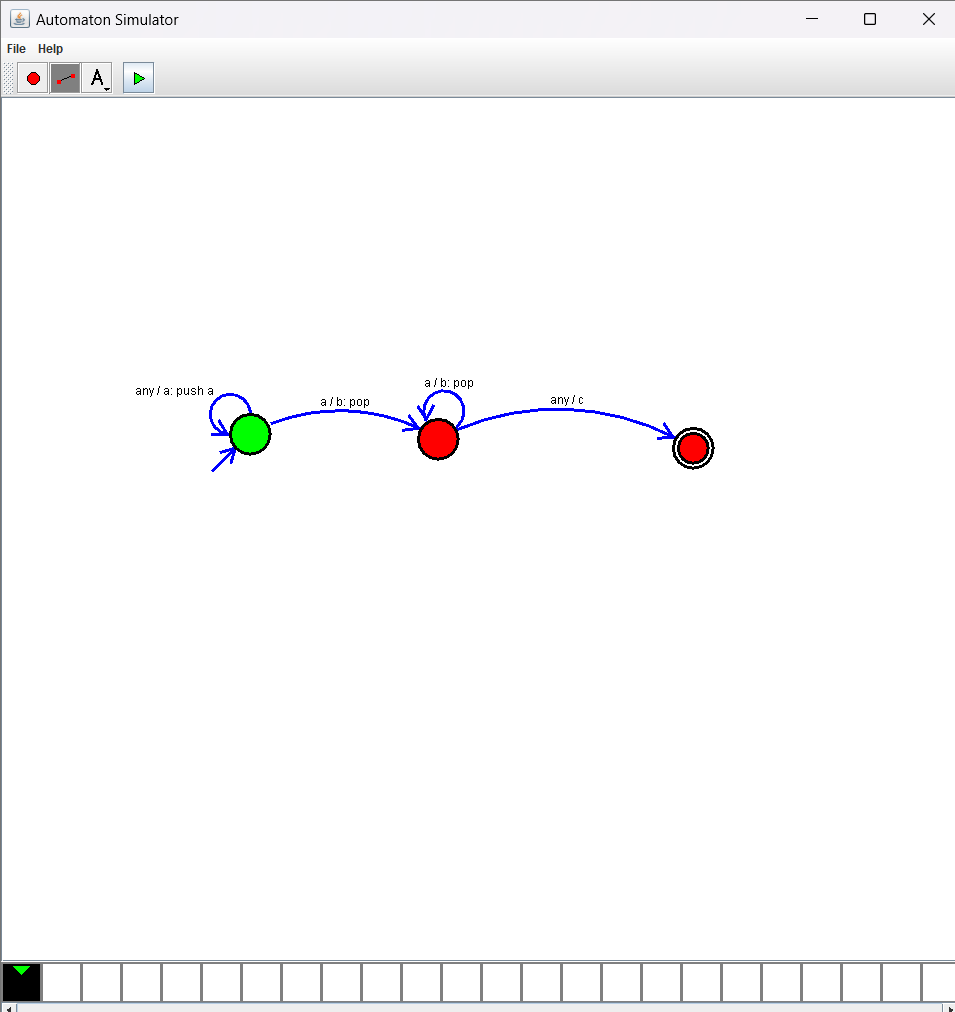 Automaton Simulator
File Help
A
a / b: pop
any / a: push a
a / b: pop
any / c